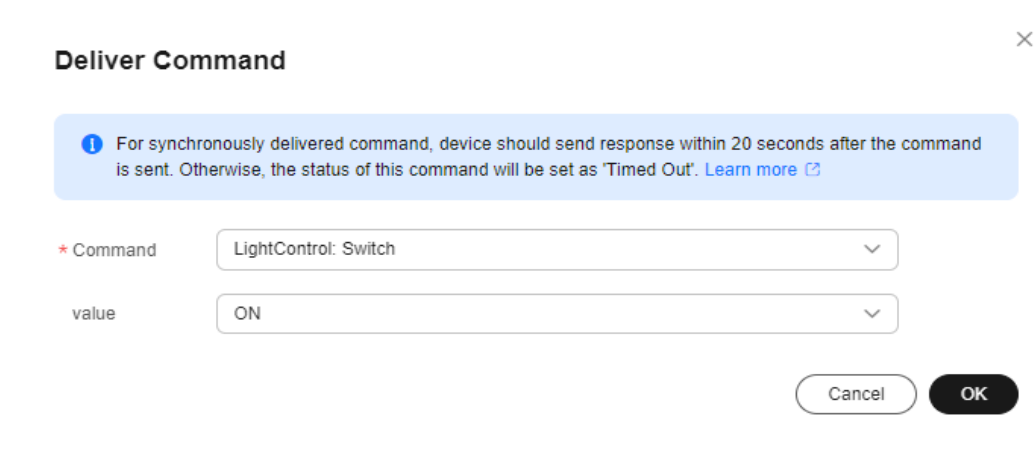 Deliver Command
For synchronously delivered command, device should send response within 20 seconds after the command
is sent. Otherwise, the status of this command will be set as 'Timed Out'. Learn more
* Command LightControl: Switch
value ON
Cancel OK